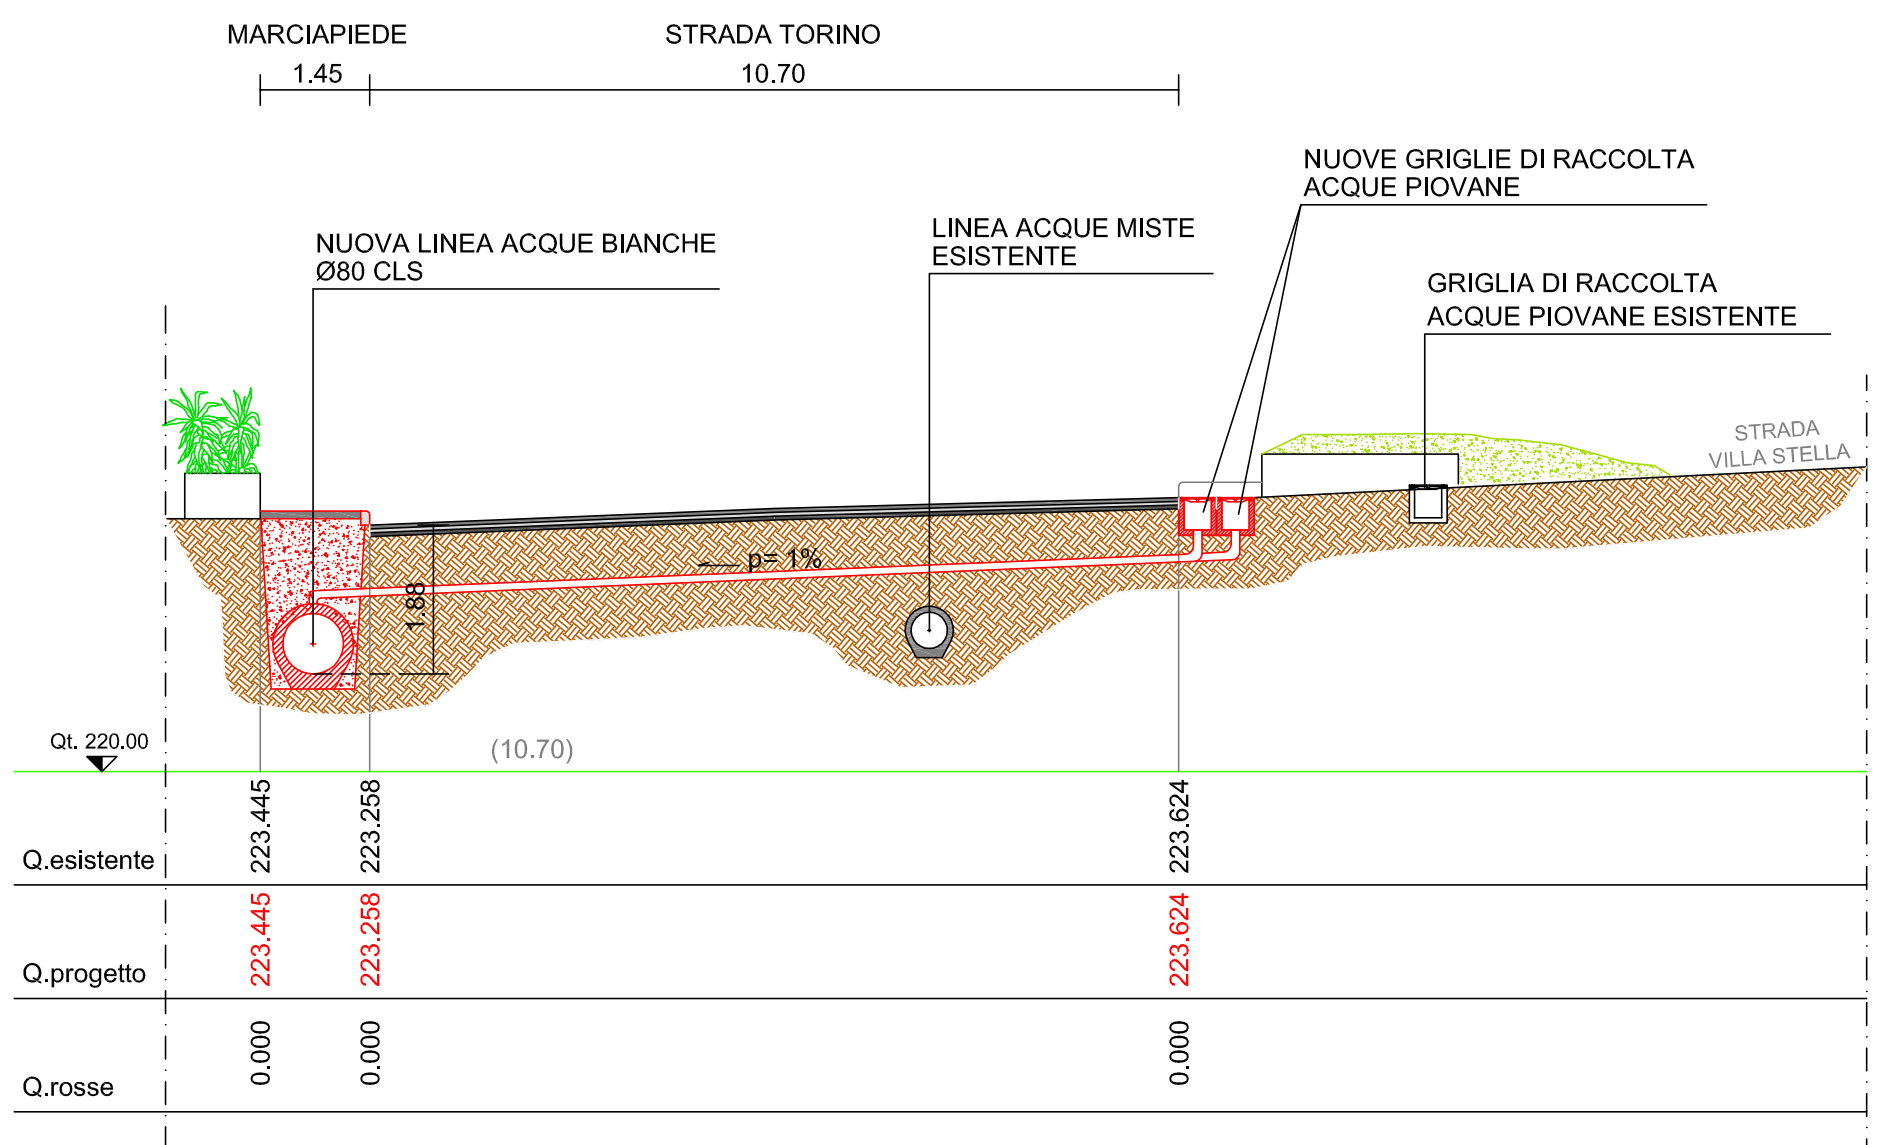 MARCIAPIEDE
STRADA TORINO
1.45
10.70
NUOVE GRIGLIE DI RACCOLTA
ACQUE PIOVANE
NUOVA LINEA ACQUE BIANCHE
Ø80 CLS
LINEA ACQUE MISTE
ESISTENTE
GRIGLIA DI RACCOLTA
ACQUE PIOVANE ESISTENTE
STRADA
VILLA STELLA
p= 1%
1.88
Qt. 220.00
(10.70)
Q.esistente
223.445
223.258
223.624
Q.progetto
223.445
223.258
223.624
Q.rosse
0.000
0.000
0.000